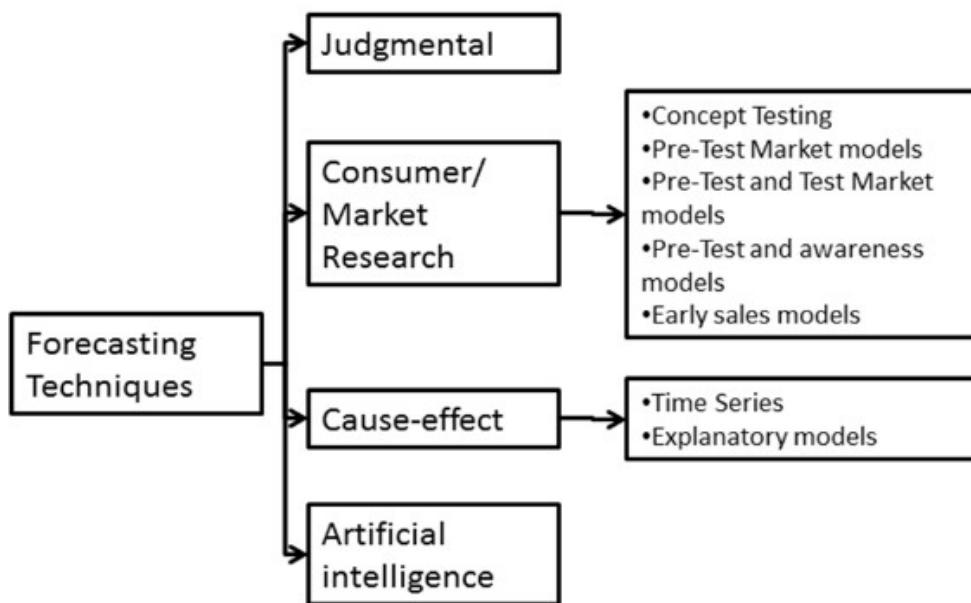 Judgmental
Consumer/
Market
Research
•Concept Testing
•Pre-Test Market models
•Pre-Test and Test Market
models
•Pre-Test and awareness
models
•Early sales models
Forecasting
Techniques
Cause-effect
•Time Series
•Explanatory models
Artificial
intelligence